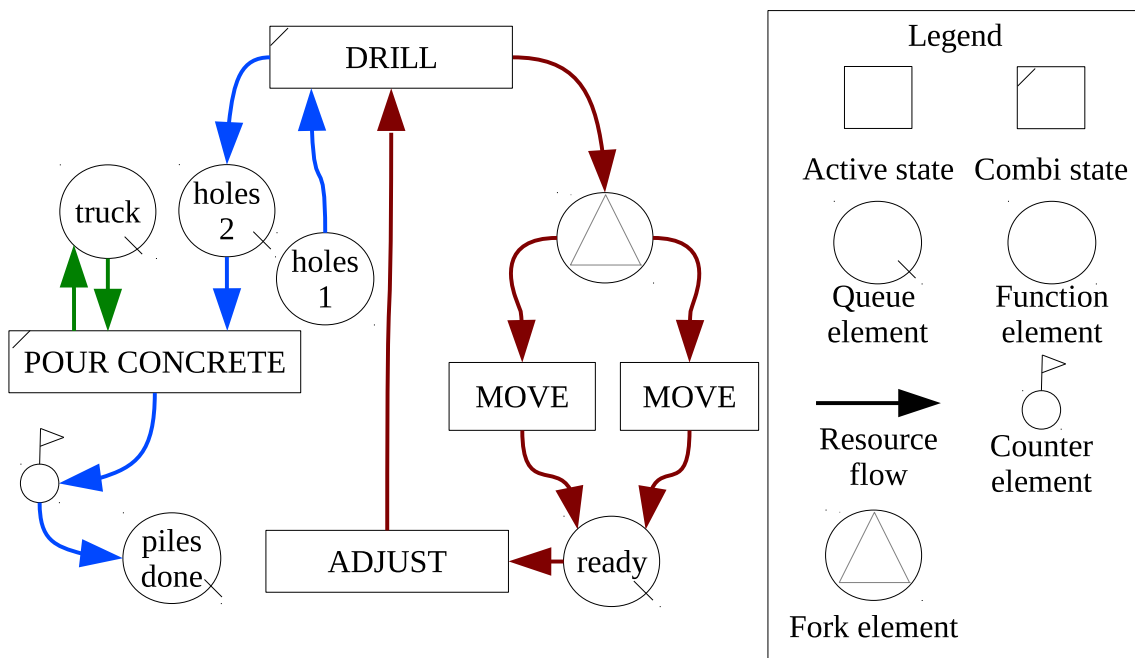 DRILL
truck
holes
2
holes
1
POUR CONCRETE
MOVE
MOVE
piles
done
ADJUST
ready
Legend
Active state
Combi state
Queue
element
Function
element
Resource
flow
Counter
element
Fork element